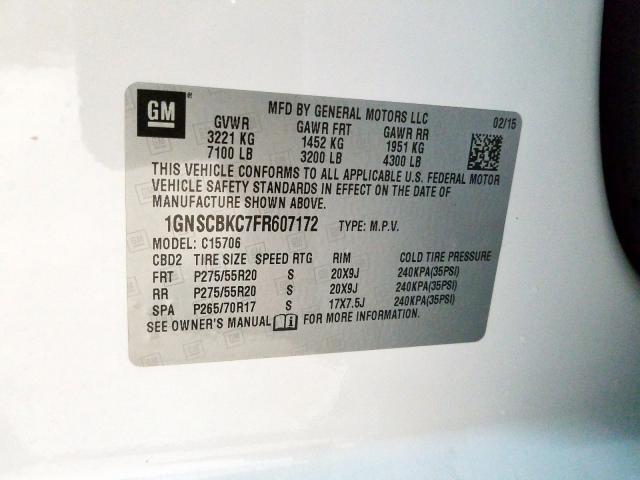 GM
MFD BY GENERAL MOTORS LLC 02/15
GVWR GAWR FRT GAWR RR
3221 KG 1452 KG 1951 KG
7100 LB 3200 LB 4300 LB
THIS VEHICLE CONFORMS TO ALL APPLICABLE U.S. FEDERAL MOTOR
VEHICLE SAFETY STANDARDS IN EFFECT ON THE DATE OF
MANUFACTURE SHOWN ABOVE.
1GNSCBKC7FR607172 TYPE: M.P.V.
MODEL: C15706
CBD2 TIRE SIZE SPEED RTG RIM COLD TIRE PRESSURE
FRT P275/55R20 S 20X9J 240KPA(35PSI)
RR P275/55R20 S 20X9J 240KPA(35PSI)
SPA P265/70R17 S 17X7.5J 240KPA(35PSI)
SEE OWNER'S MANUAL FOR MORE INFORMATION.